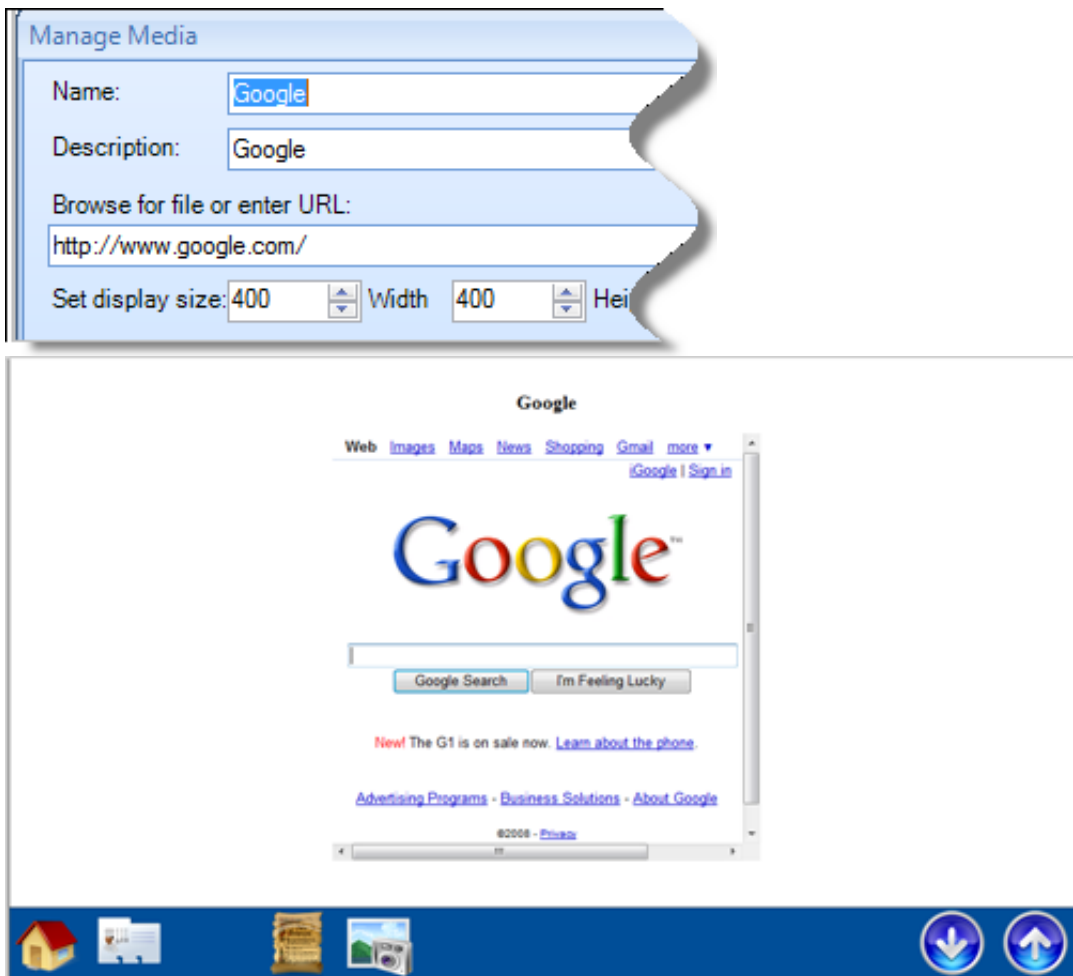 Manage Media
Name: Google
Description: Google
Browse for file or enter URL:
http://www.google.com/
Set display size: 400 Width 400 Hei
Google
Web Images Maps News Shopping Gmail more ▼
iGoogle | Sign in
Google™
Google Search I'm Feeling Lucky
New! The G1 is on sale now. Learn about the phone.
Advertising Programs - Business Solutions - About Google
©2008 - Privacy